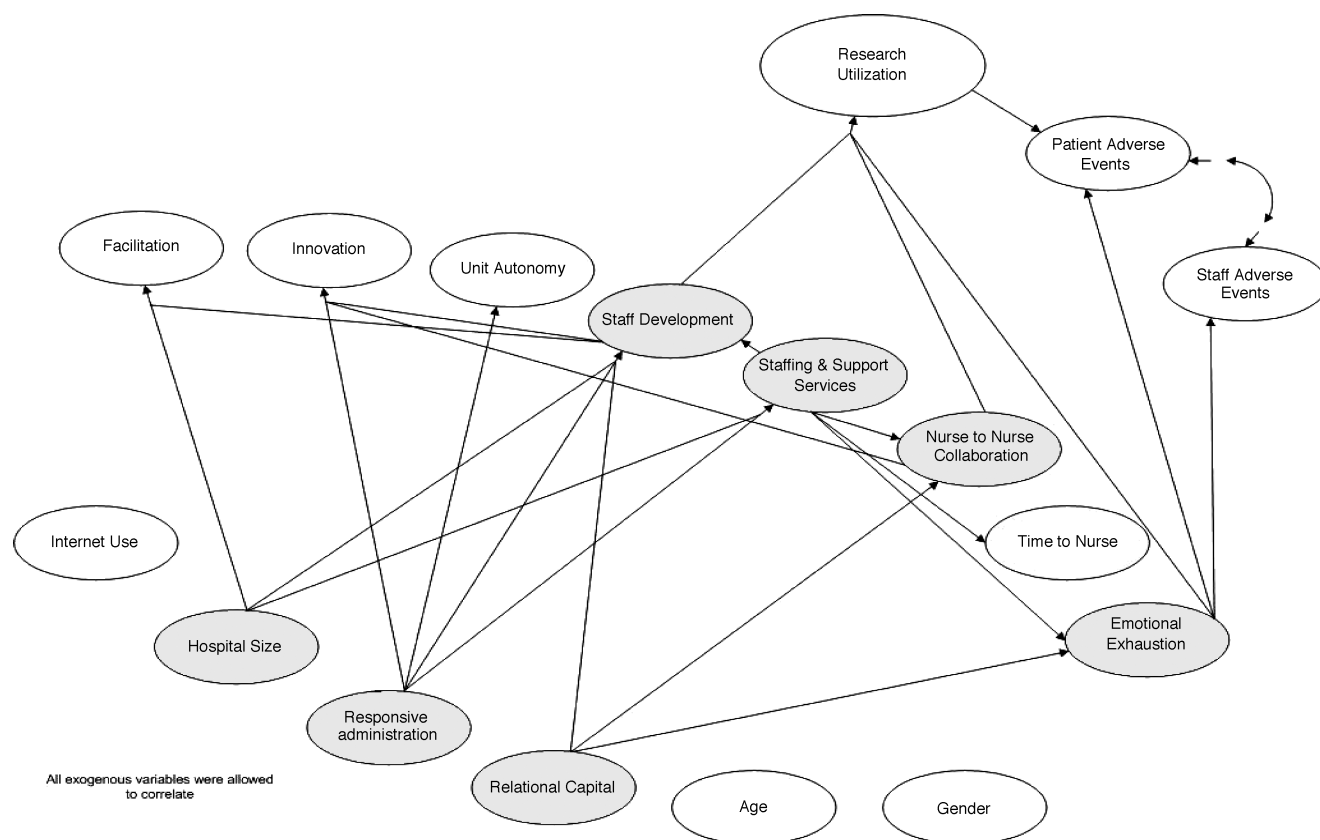 Research
Utilization
Patient Adverse
Events
Facilitation
Innovation
Unit Autonomy
Staff Adverse
Events
Staff Development
Staffing & Support
Services
Nurse to Nurse
Collaboration
Internet Use
Time to Nurse
Hospital Size
Emotional
Exhaustion
Responsive
administration
Relational Capital
All exogenous variables were allowed
to correlate
Age
Gender